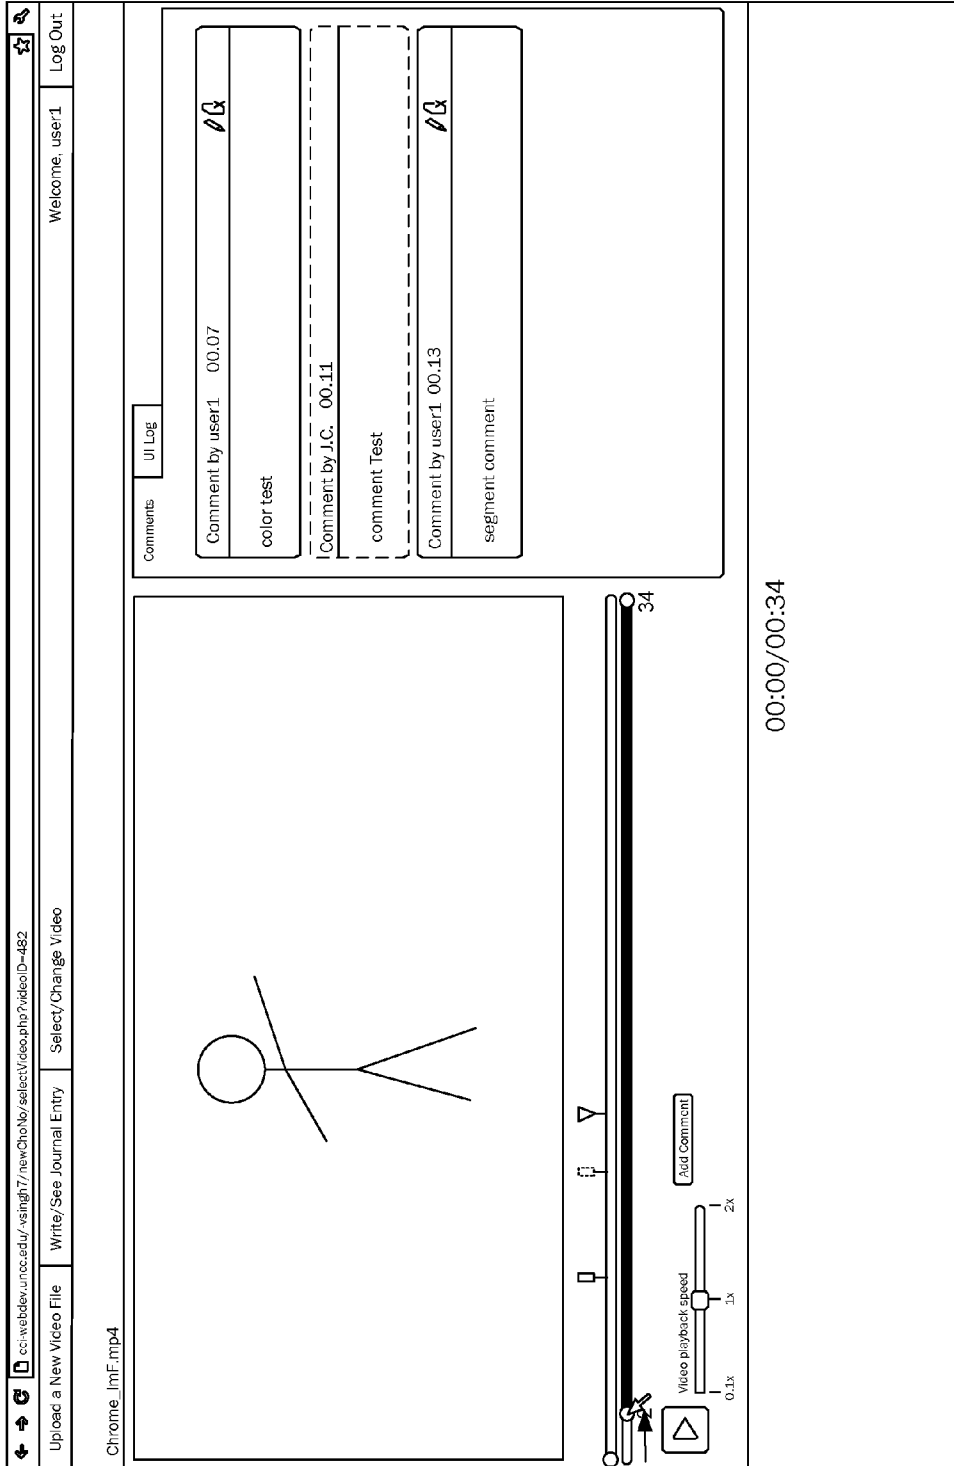 cci-webdev.uncc.edu/-vsingh7/newChoNo/selectVideo.php?videoID=482
Upload a New Video File
Write/See Journal Entry
Select/Change Video
Welcome, user1
Log Out
Chrome_ImF.mp4
Comments
UI Log
Comment by user1 00.07
color test
Comment by J.C. 00.11
comment Test
Comment by user1 00.13
segment comment
34
Video playback speed
0.1x
1x
2x
Add Comment
00:00/00:34